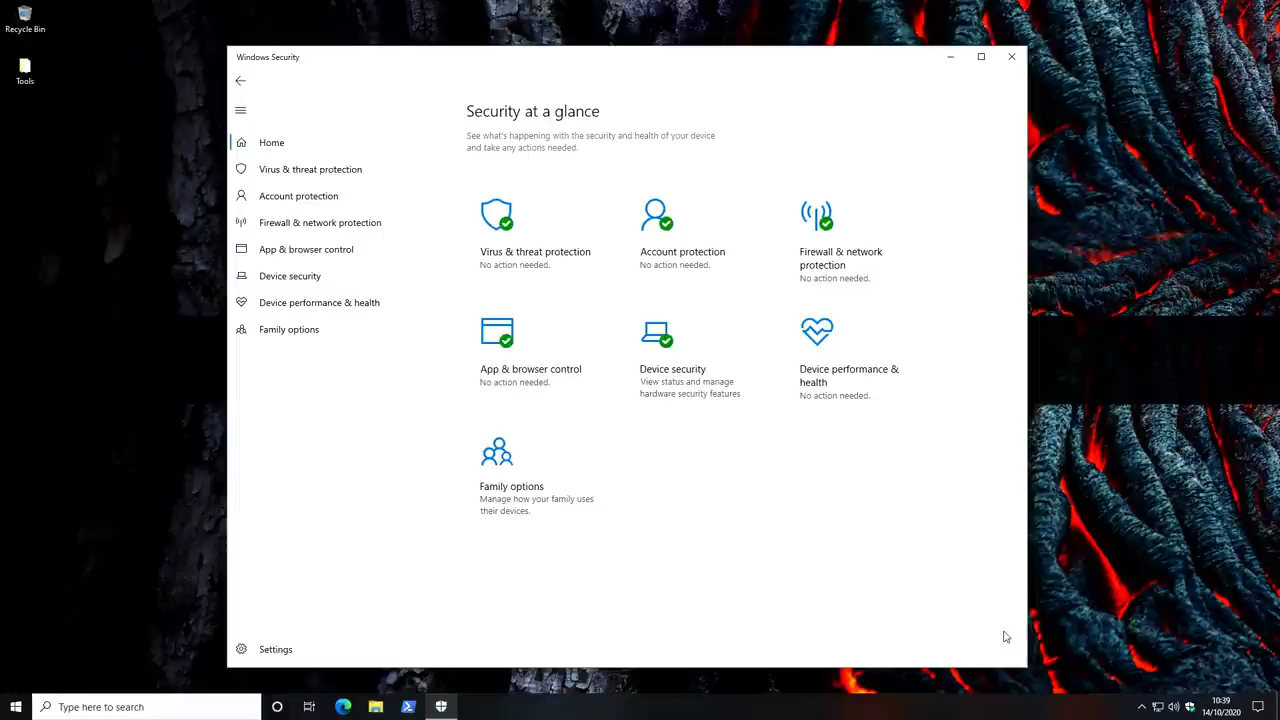 Recycle Bin
Tools
Windows Security
Security at a glance
See what's happening with the security and health of your device
and take any actions needed.
Home
Virus & threat protection
Account protection
Firewall & network protection
App & browser control
Device security
Device performance & health
Family options
Settings
Virus & threat protection
No action needed.
Account protection
No action needed.
Firewall & network
protection
No action needed.
App & browser control
No action needed.
Device security
View status and manage
hardware security features
Device performance &
health
No action needed.
Family options
Manage how your family uses
their devices.
Type here to search
10:39
14/10/2020